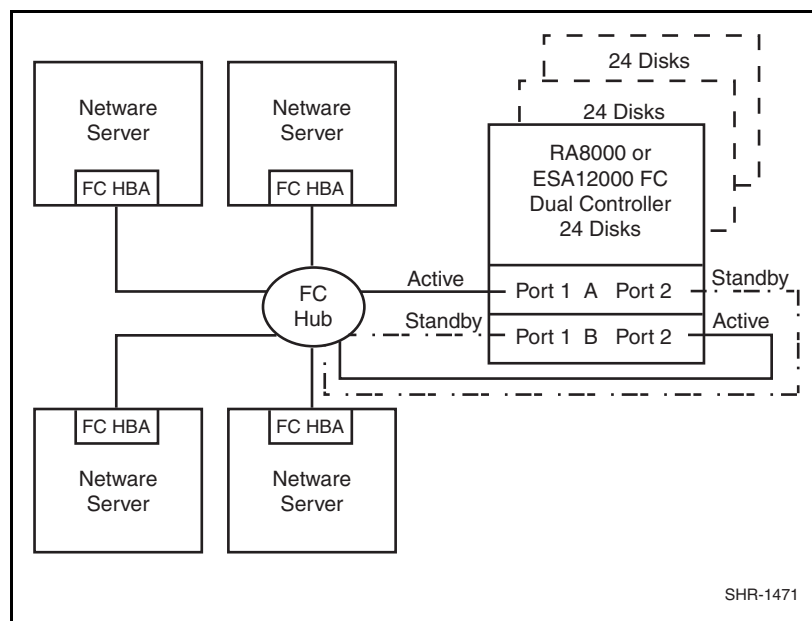 24 Disks
24 Disks
Netware
Server
FC HBA
Netware
Server
FC HBA
RA8000 or
ESA12000 FC
Dual Controller
24 Disks
FC
Hub
Active
Port 1 A Port 2
Standby
Standby
Port 1 B Port 2
Active
FC HBA
Netware
Server
FC HBA
Netware
Server
SHR-1471